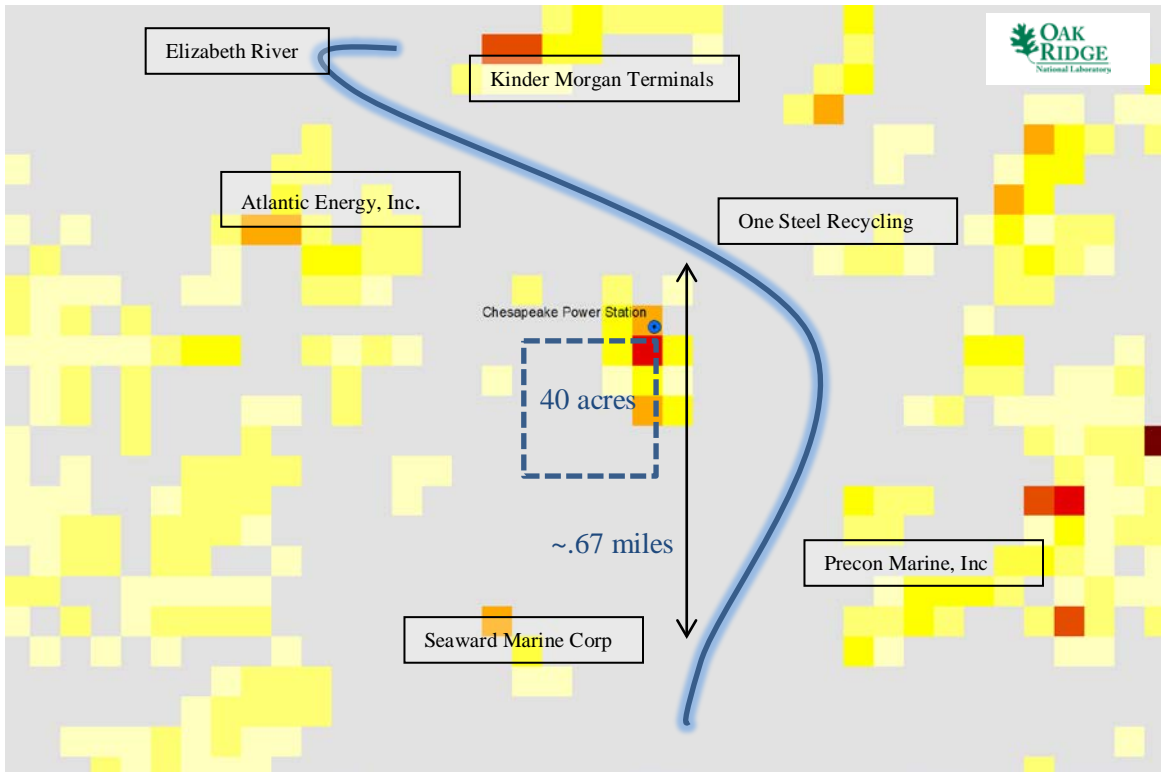 Elizabeth River
OAK
RIDGE
National Laboratory
Kinder Morgan Terminals
Atlantic Energy, Inc.
One Steel Recycling
Chesapeake Power Station
40 acres
~.67 miles
Precon Marine, Inc
Seaward Marine Corp